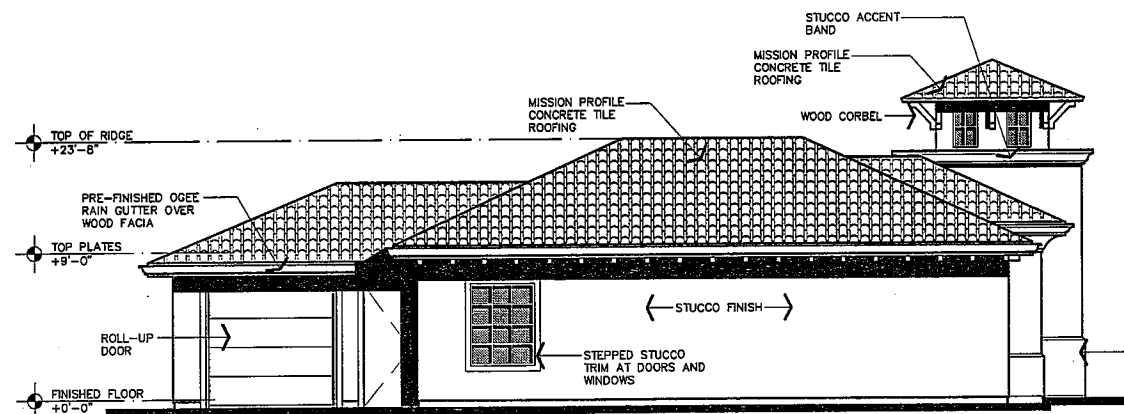 STUCCO ACCENT
BAND
MISSION PROFILE
CONCRETE TILE
ROOFING
WOOD CORBEL
MISSION PROFILE
CONCRETE TILE
ROOFING
TOP OF RIDGE
+23'-8"
PRE-FINISHED OGEE
RAIN GUTTER OVER
WOOD FACIA
TOP PLATES
+9'-0"
STUCCO FINISH
ROLL-UP
DOOR
STEPPED STUCCO
TRIM AT DOORS AND
WINDOWS
FINISHED FLOOR
+0'-0"